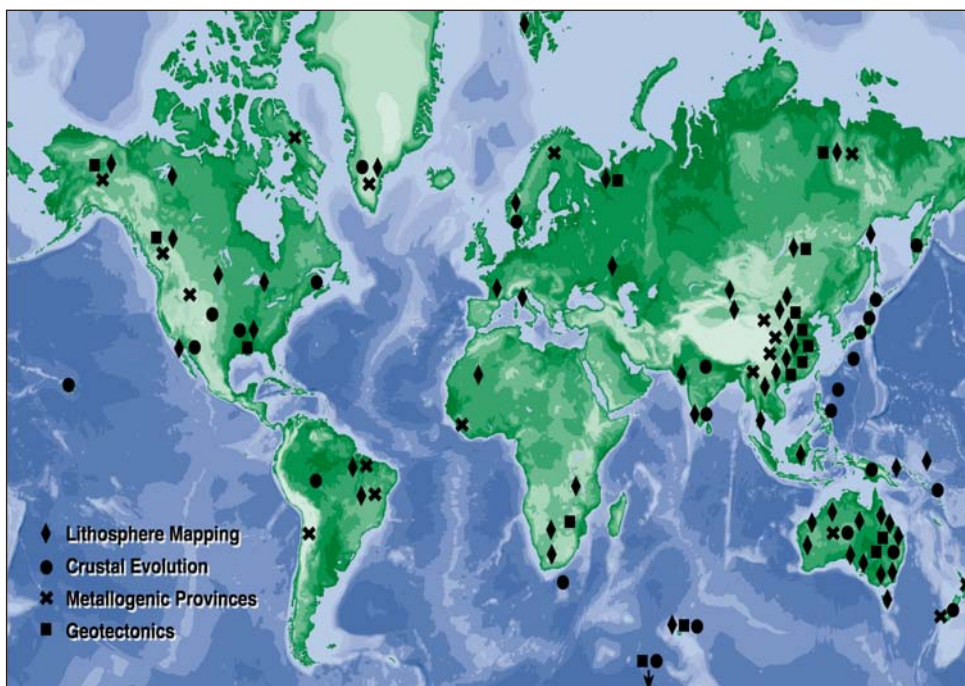 Lithosphere Mapping
Crustal Evolution
Metallogenic Provinces
Geotectonics